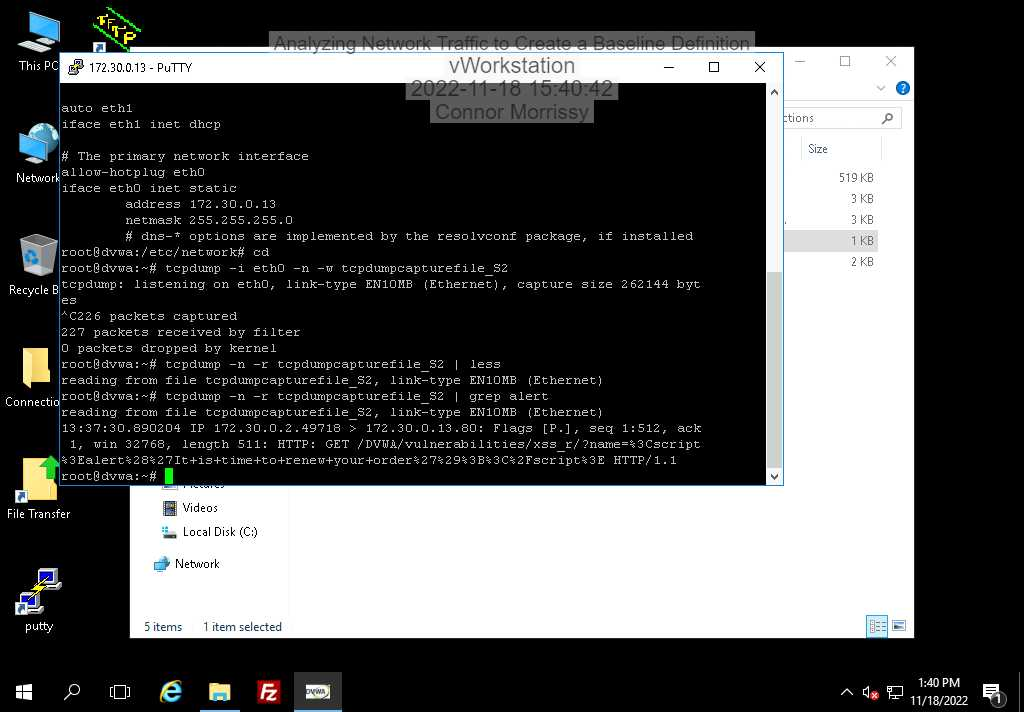 TFTP
This PC
Network
Recycle B
Connectio
File Transfer
putty
Analyzing Network Traffic to Create a Baseline Definition
vWorkstation
2022-11-18 15:40:42
Connor Morrissy
172.30.0.13 - PuTTY
auto eth1
iface eth1 inet dhcp
# The primary network interface
allow-hotplug eth0
iface eth0 inet static
address 172.30.0.13
netmask 255.255.255.0
# dns-* options are implemented by the resolvconf package, if installed
root@dvwa:/etc/network# cd
root@dvwa:~# tcpdump -i eth0 -n -w tcpdumpcapturefile_S2
tcpdump: listening on eth0, link-type EN10MB (Ethernet), capture size 262144 byt
es
^C226 packets captured
227 packets received by filter
0 packets dropped by kernel
root@dvwa:~# tcpdump -n -r tcpdumpcapturefile_S2 | less
reading from file tcpdumpcapturefile_S2, link-type EN10MB (Ethernet)
root@dvwa:~# tcpdump -n -r tcpdumpcapturefile_S2 | grep alert
reading from file tcpdumpcapturefile_S2, link-type EN10MB (Ethernet)
13:37:30.890204 IP 172.30.0.2.49718 > 172.30.0.13.80: Flags [P.], seq 1:512, ack
1, win 32768, length 511: HTTP: GET /DVWA/vulnerabilities/xss_r/?name=%3Cscript
%3Ealert%28%27It+is+time+to+renew+your+order%27%29%3B%3C%2Fscript%3E HTTP/1.1
root@dvwa:~#
ctions
Size
519 KB
3 KB
3 KB
1 KB
2 KB
Pictures
Videos
Local Disk (C:)
Network
5 items 1 item selected
DVWA
1:40 PM
11/18/2022
1